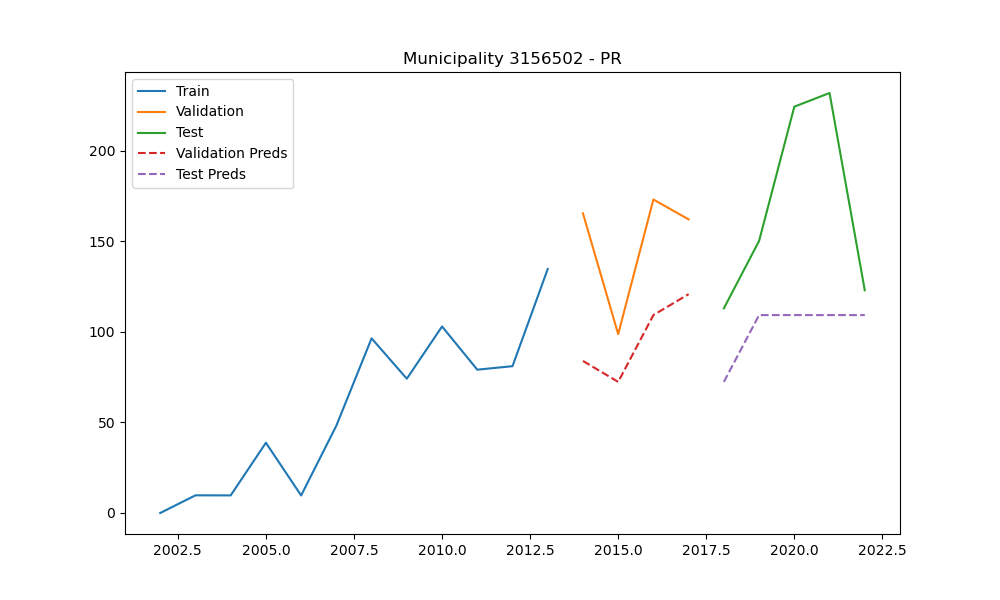 Municipality 3156502 - PR
Train
Validation
Test
Validation Preds
Test Preds
200
150
100
50
0
2002.5 2005.0 2007.5 2010.0 2012.5 2015.0 2017.5 2020.0 2022.5